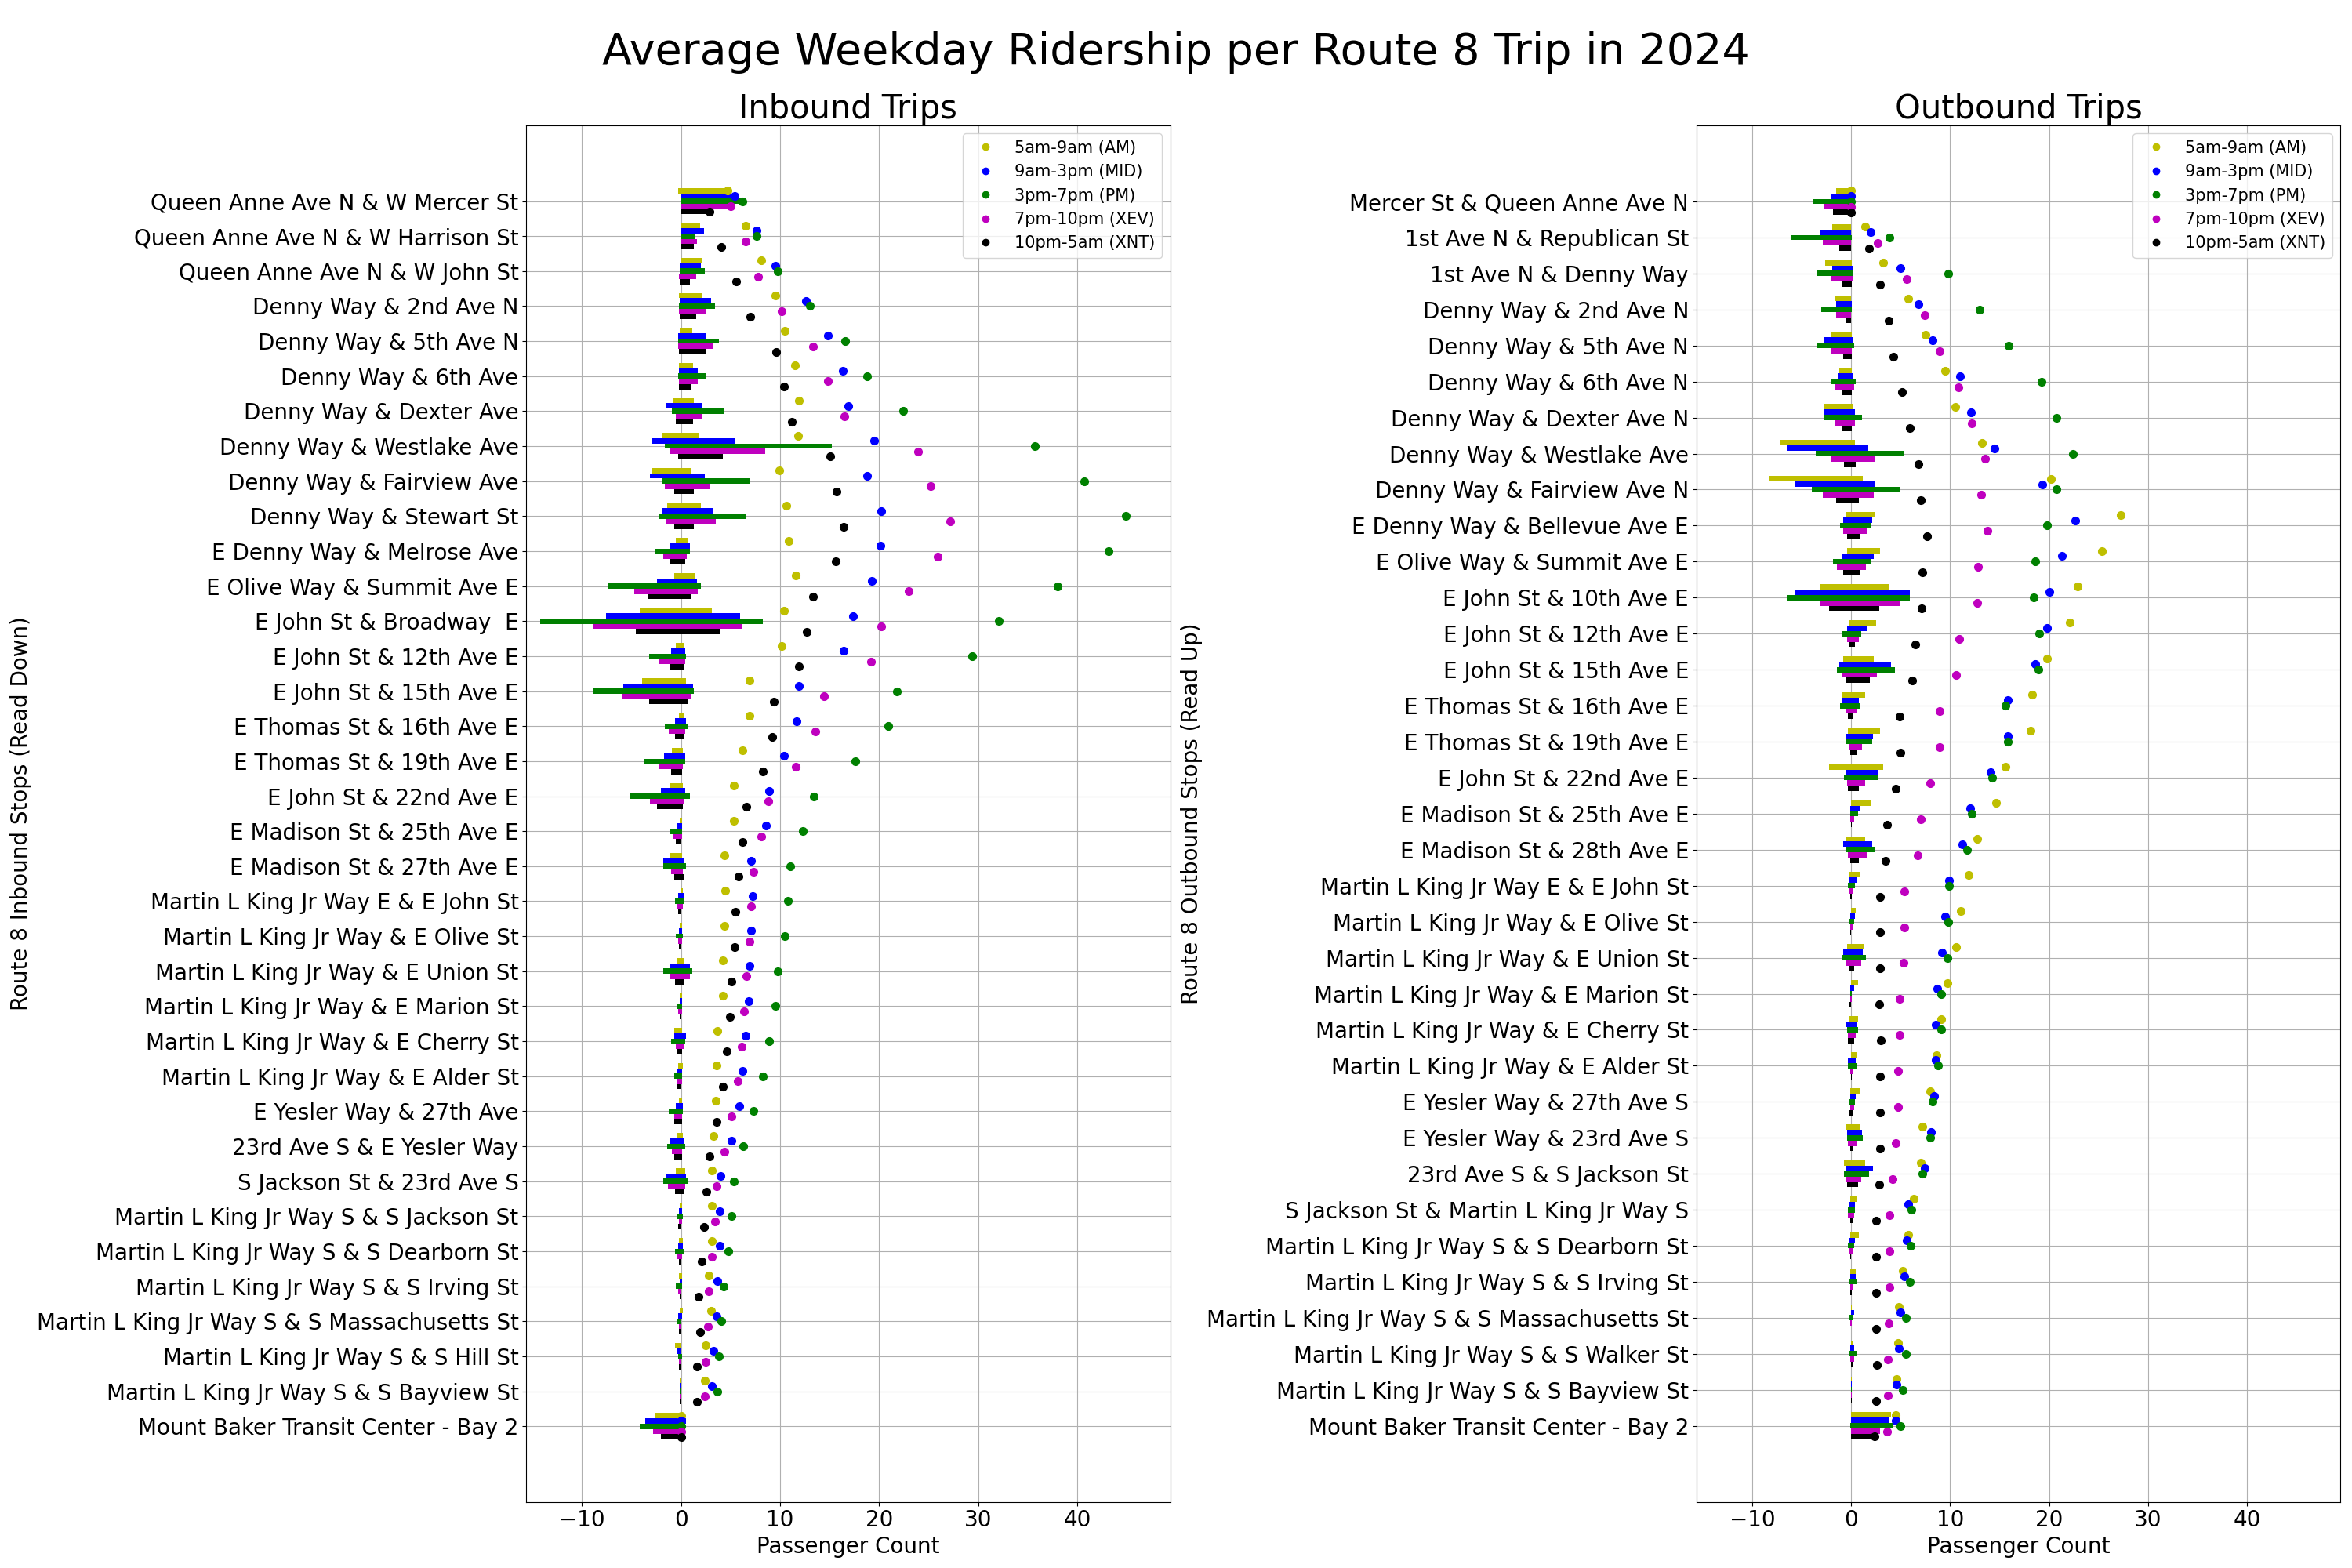 Average Weekday Ridership per Route 8 Trip in 2024
Inbound Trips
Route 8 Inbound Stops (Read Down)
Queen Anne Ave N & W Mercer St
Queen Anne Ave N & W Harrison St
Queen Anne Ave N & W John St
Denny Way & 2nd Ave N
Denny Way & 5th Ave N
Denny Way & 6th Ave
Denny Way & Dexter Ave
Denny Way & Westlake Ave
Denny Way & Fairview Ave
Denny Way & Stewart St
E Denny Way & Melrose Ave
E Olive Way & Summit Ave E
E John St & Broadway  E
E John St & 12th Ave E
E John St & 15th Ave E
E Thomas St & 16th Ave E
E Thomas St & 19th Ave E
E John St & 22nd Ave E
E Madison St & 25th Ave E
E Madison St & 27th Ave E
Martin L King Jr Way E & E John St
Martin L King Jr Way & E Olive St
Martin L King Jr Way & E Union St
Martin L King Jr Way & E Marion St
Martin L King Jr Way & E Cherry St
Martin L King Jr Way & E Alder St
E Yesler Way & 27th Ave
23rd Ave S & E Yesler Way
S Jackson St & 23rd Ave S
Martin L King Jr Way S & S Jackson St
Martin L King Jr Way S & S Dearborn St
Martin L King Jr Way S & S Irving St
Martin L King Jr Way S & S Massachusetts St
Martin L King Jr Way S & S Hill St
Martin L King Jr Way S & S Bayview St
Mount Baker Transit Center - Bay 2
5am-9am (AM)
9am-3pm (MID)
3pm-7pm (PM)
7pm-10pm (XEV)
10pm-5am (XNT)
−10 0 10 20 30 40
Passenger Count
Outbound Trips
Route 8 Outbound Stops (Read Up)
Mercer St & Queen Anne Ave N
1st Ave N & Republican St
1st Ave N & Denny Way
Denny Way & 2nd Ave N
Denny Way & 5th Ave N
Denny Way & 6th Ave N
Denny Way & Dexter Ave N
Denny Way & Westlake Ave
Denny Way & Fairview Ave N
E Denny Way & Bellevue Ave E
E Olive Way & Summit Ave E
E John St & 10th Ave E
E John St & 12th Ave E
E John St & 15th Ave E
E Thomas St & 16th Ave E
E Thomas St & 19th Ave E
E John St & 22nd Ave E
E Madison St & 25th Ave E
E Madison St & 28th Ave E
Martin L King Jr Way E & E John St
Martin L King Jr Way & E Olive St
Martin L King Jr Way & E Union St
Martin L King Jr Way & E Marion St
Martin L King Jr Way & E Cherry St
Martin L King Jr Way & E Alder St
E Yesler Way & 27th Ave S
E Yesler Way & 23rd Ave S
23rd Ave S & S Jackson St
S Jackson St & Martin L King Jr Way S
Martin L King Jr Way S & S Dearborn St
Martin L King Jr Way S & S Irving St
Martin L King Jr Way S & S Massachusetts St
Martin L King Jr Way S & S Walker St
Martin L King Jr Way S & S Bayview St
Mount Baker Transit Center - Bay 2
5am-9am (AM)
9am-3pm (MID)
3pm-7pm (PM)
7pm-10pm (XEV)
10pm-5am (XNT)
−10 0 10 20 30 40
Passenger Count